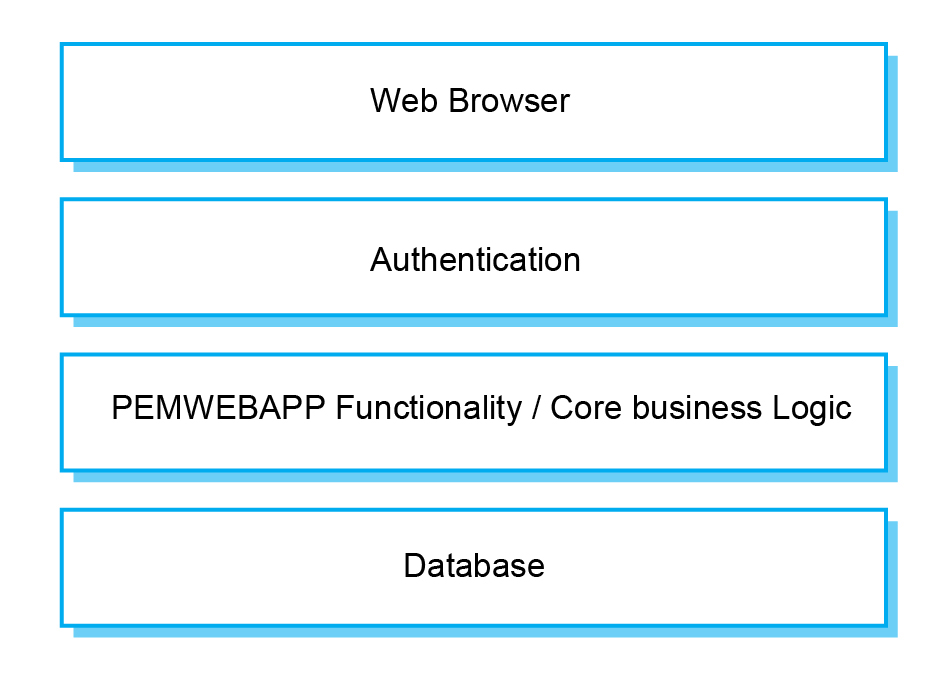 Web Browser
Authentication
PEMWEBAPP Functionality / Core business Logic
Database